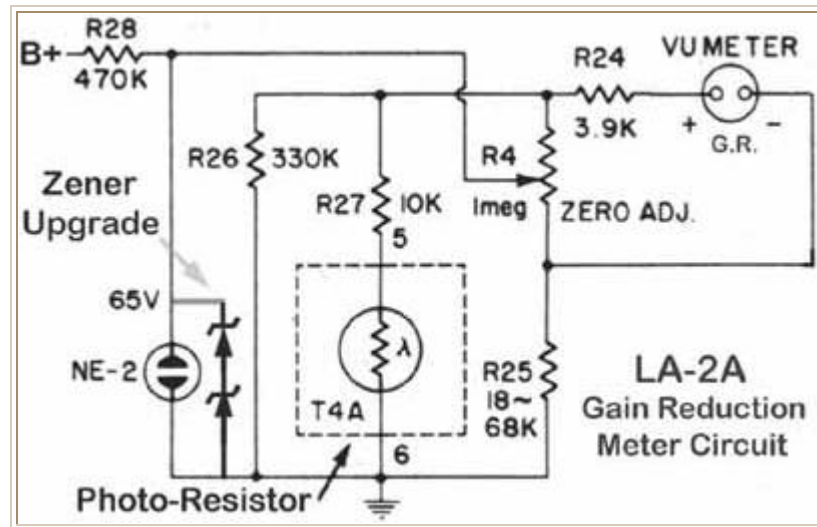 B+
R28
470K
R24
3.9K
VU METER
+ -
G.R.
R26 330K
R4
1meg
ZERO ADJ.
R27 10K
5
Zener
Upgrade
65V
NE-2
λ
T4A
6
R25
18~
68K
LA-2A
Gain Reduction
Meter Circuit
Photo-Resistor